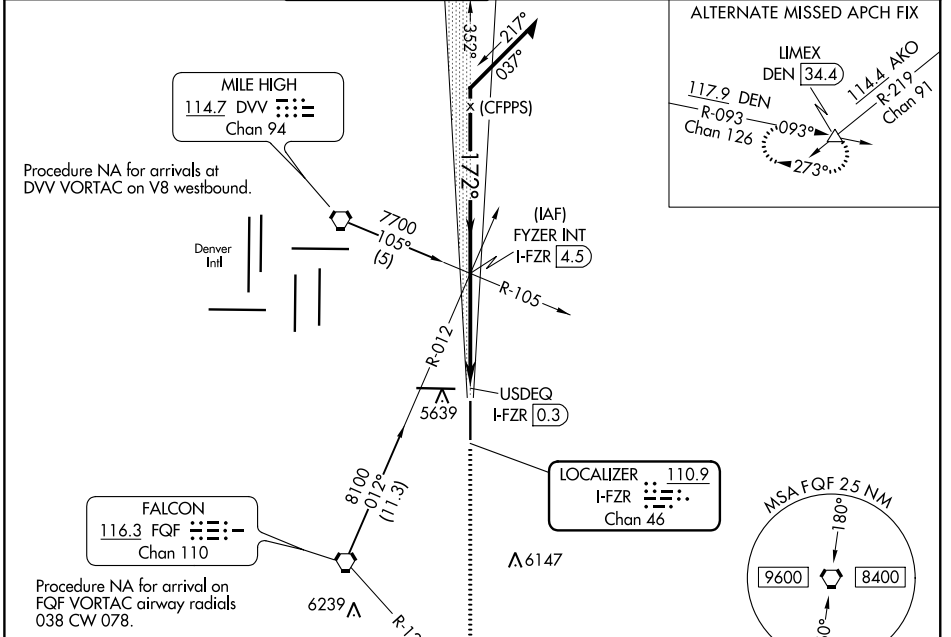 ALTERNATE MISSED APCH FIX
LIMEX
DEN 34.4
114.4 AKO
R-219
Chan 91
117.9 DEN
R-093
Chan 126
093°
273°
352°
217°
037°
(CFPPS)
172°
MILE HIGH
114.7 DVV
Chan 94
Procedure NA for arrivals at
DVV VORTAC on V8 westbound.
Denver
Intl
7700
105°
(5)
(IAF)
FYZER INT
I-FZR 4.5
R-105
R-012
USDEQ
I-FZR 0.3
5639
8100
012°
(11.3)
LOCALIZER 110.9
I-FZR
Chan 46
FALCON
116.3 FQF
Chan 110
Procedure NA for arrival on
FQF VORTAC airway radials
038 CW 078.
6239
6147
MSA FQF 25 NM
180°
9600
8400